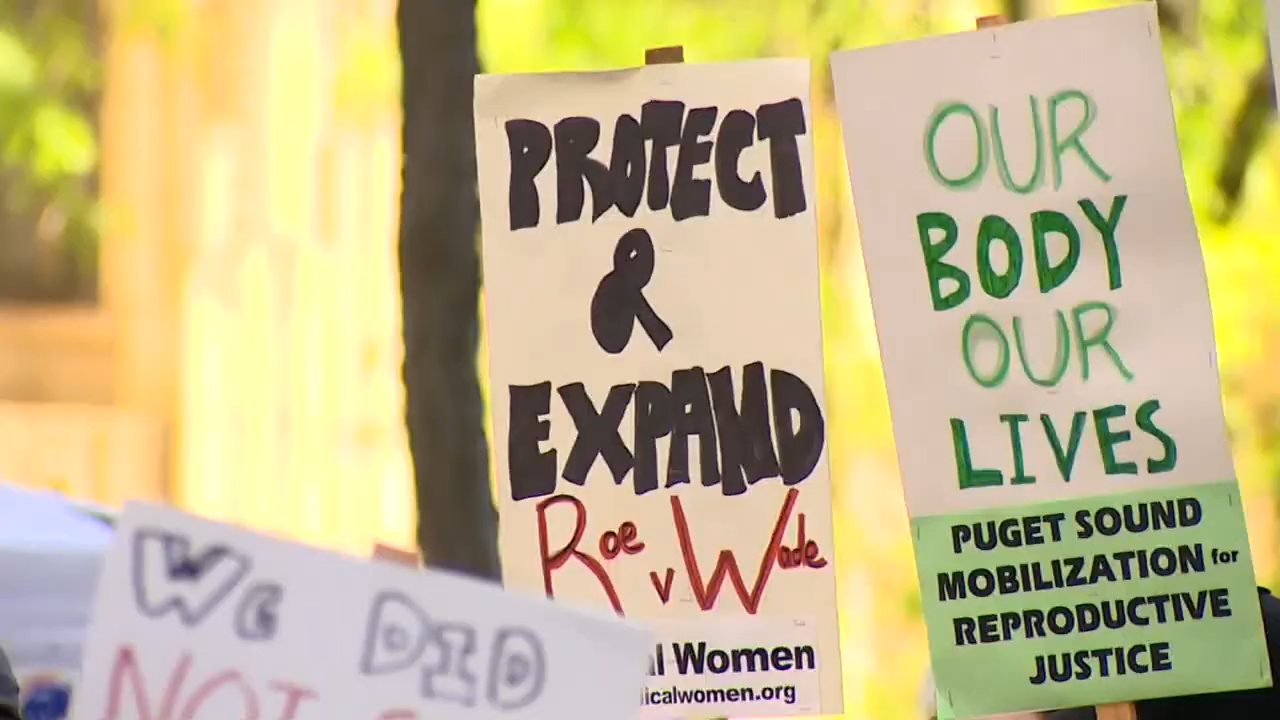 PROTECT
&
EXPAND
Roe v Wade
l Women
icalwomen.org
OUR
BODY
OUR
LIVES
PUGET SOUND
MOBILIZATION for
REPRODUCTIVE
JUSTICE
We DID
NOT